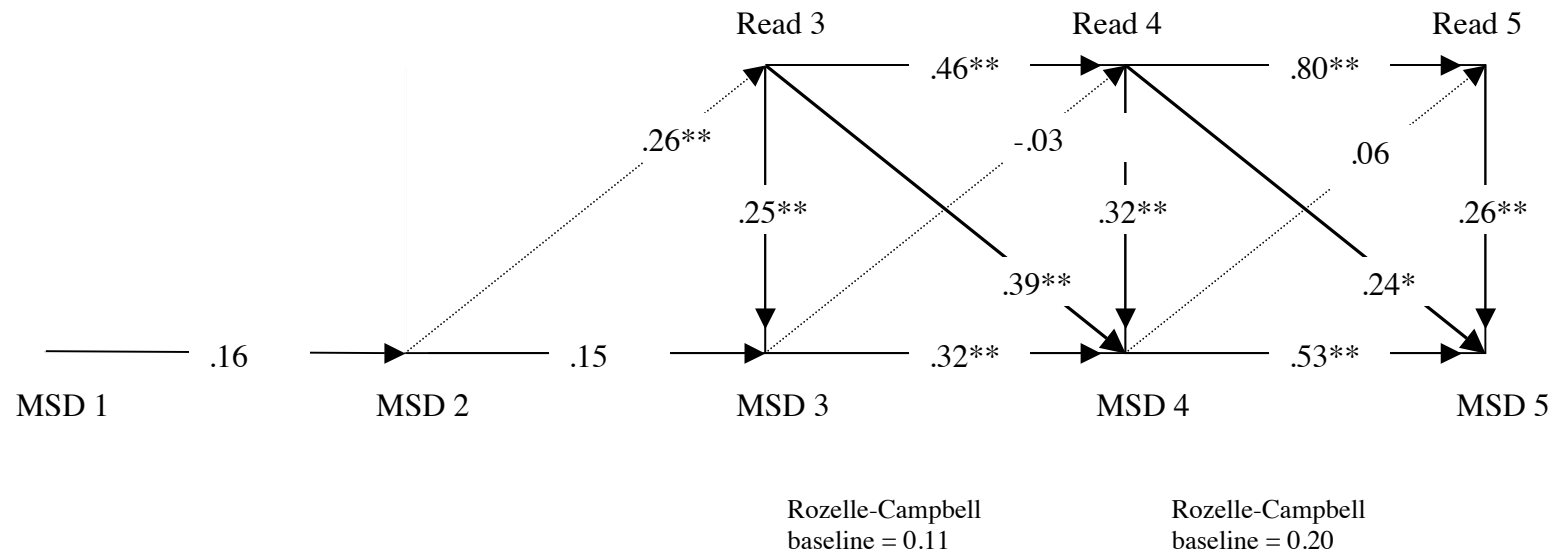 Read 3 Read 4 Read 5
.46** .80**
.26** -.03 .06
.25** .32** .26**
.39** .24*
.16 .15 .32** .53**
MSD 1 MSD 2 MSD 3 MSD 4 MSD 5
Rozelle-Campbell
baseline = 0.11
Rozelle-Campbell
baseline = 0.20